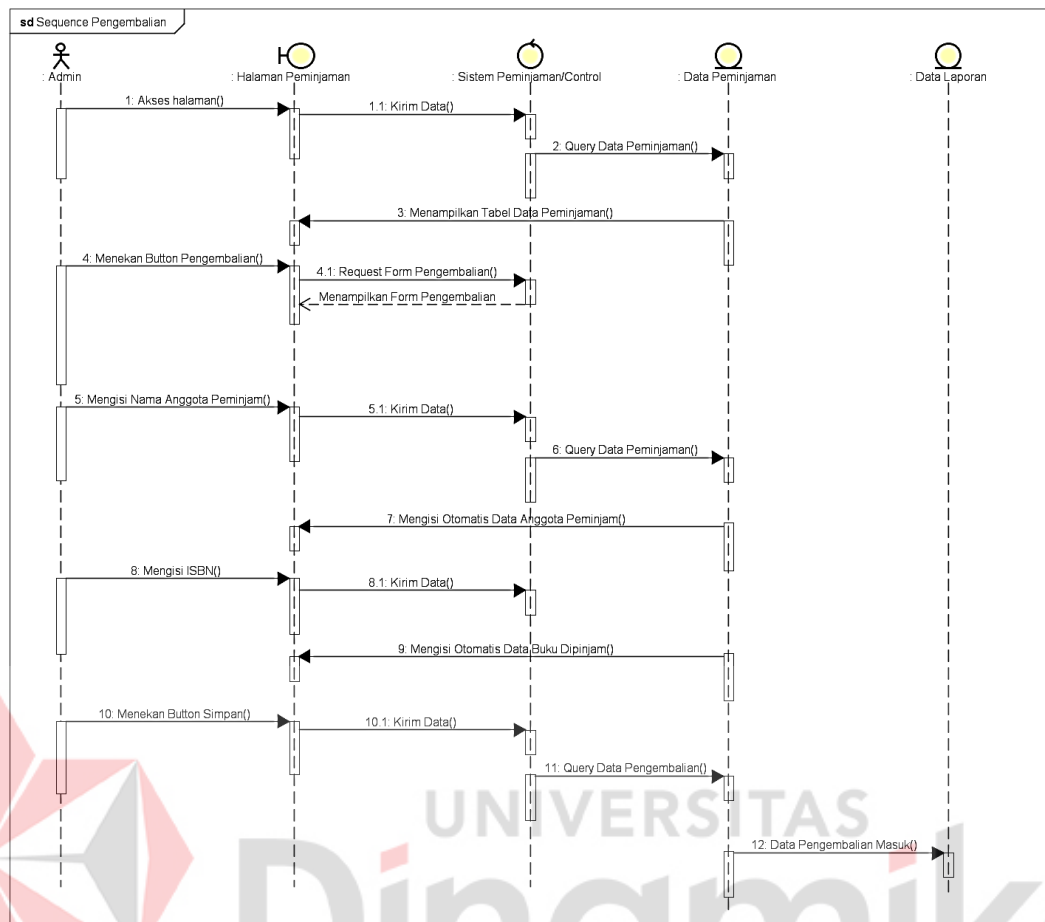 sd Sequence Pengembalian
: Admin
: Halaman Peminjaman
: Sistem Peminjaman/Control
: Data Peminjaman
: Data Laporan
1: Akses halaman()
1.1: Kirim Data()
2: Query Data Peminjaman()
3: Menampilkan Tabel Data Peminjaman()
4: Menekan Button Pengembalian()
4.1: Request Form Pengembalian()
Menampilkan Form Pengembalian
5: Mengisi Nama Anggota Peminjam()
5.1: Kirim Data()
6: Query Data Peminjaman()
7: Mengisi Otomatis Data Anggota Peminjam()
8: Mengisi ISBN()
8.1: Kirim Data()
9: Mengisi Otomatis Data Buku Dipinjam()
10: Menekan Button Simpan()
10.1: Kirim Data()
11: Query Data Pengembalian()
UNIVERSITAS
12: Data Pengembalian Masuk()
Dinamik